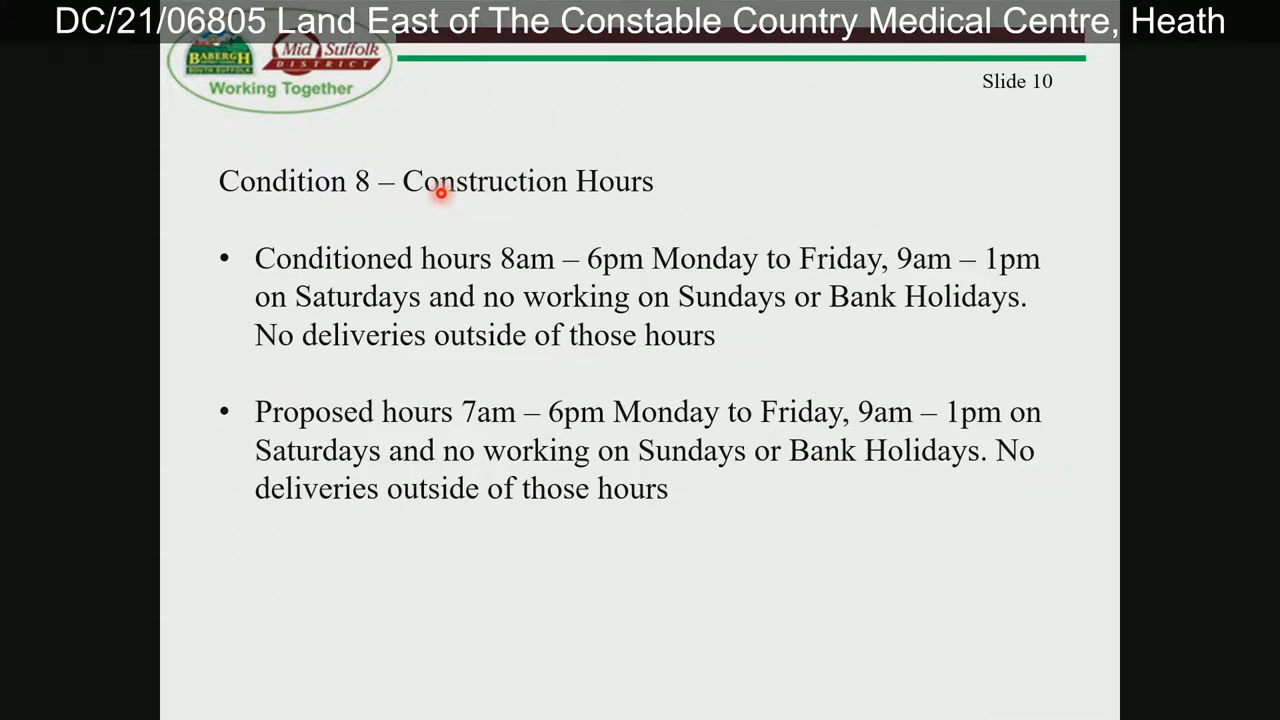 DC/21/06805 Land East of The Constable Country Medical Centre, Heath
BABERGH
SOUTH SUFFOLK
Mid Suffolk
DISTRICT
Working Together
Slide 10
Condition 8 – Construction Hours
• Conditioned hours 8am – 6pm Monday to Friday, 9am – 1pm
on Saturdays and no working on Sundays or Bank Holidays.
No deliveries outside of those hours
• Proposed hours 7am – 6pm Monday to Friday, 9am – 1pm on
Saturdays and no working on Sundays or Bank Holidays. No
deliveries outside of those hours